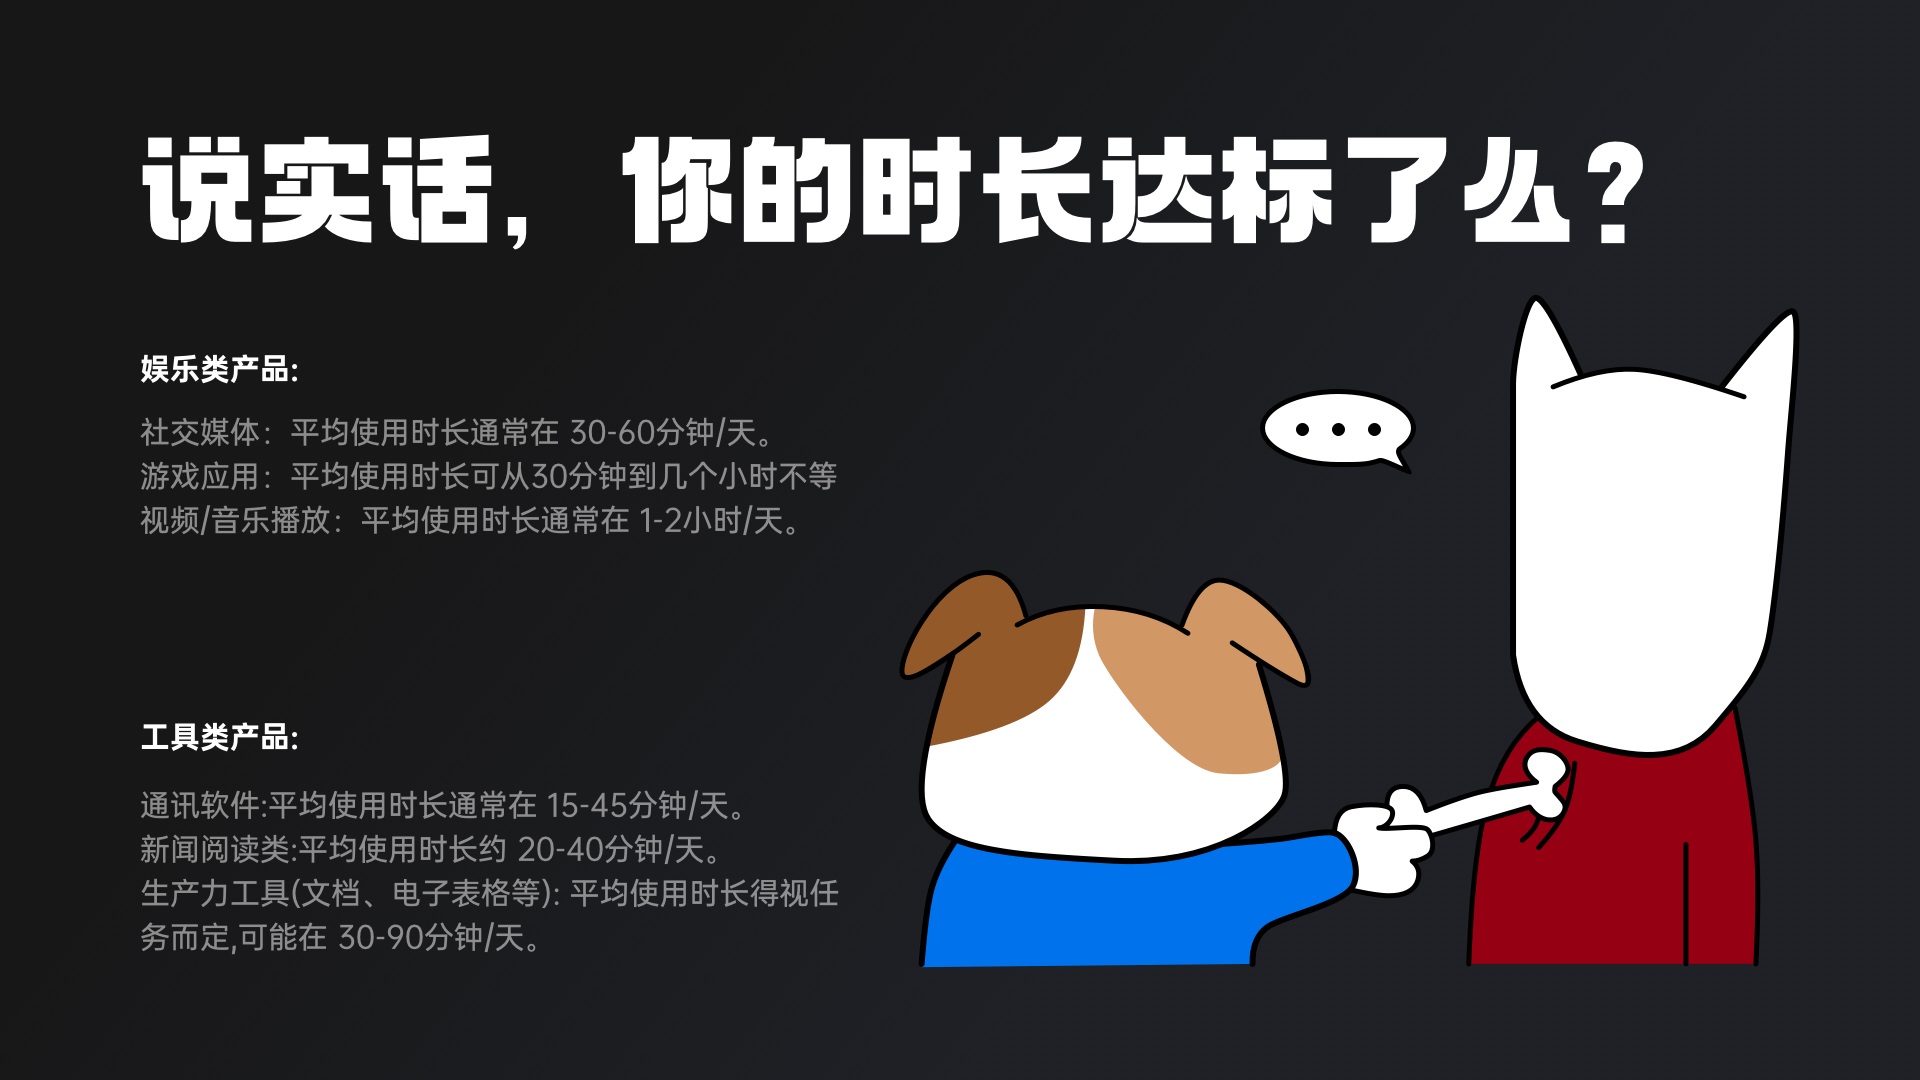 说实话，你的时长达标了么?
娱乐类产品:
社交媒体：平均使用时长通常在 30-60分钟/天。
游戏应用：平均使用时长可从30分钟到几个小时不等
视频/音乐播放：平均使用时长通常在 1-2小时/天。
工具类产品:
通讯软件:平均使用时长通常在 15-45分钟/天。
新闻阅读类:平均使用时长约 20-40分钟/天。
生产力工具(文档、电子表格等): 平均使用时长得视任
务而定,可能在 30-90分钟/天。